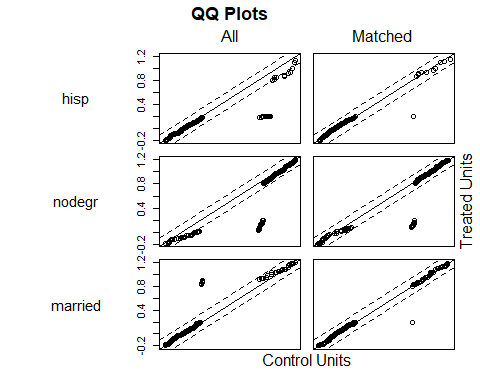 QQ Plots
All Matched
hisp
-0.2 0.4 0.8 1.2
nodegr
-0.2 0.4 0.8 1.2
married
-0.2 0.4 0.8 1.2
Treated Units
Control Units